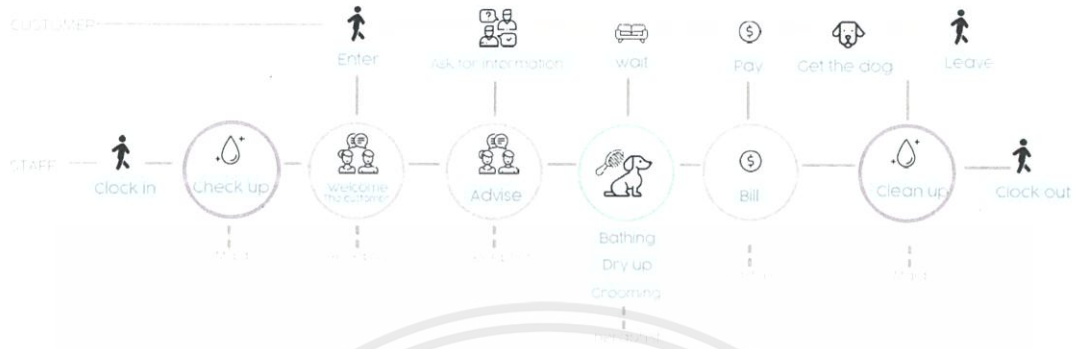 CUSTOMER
Enter
Ask for information
wait
Pay
Get the dog
Leave
STAFF
Clock in
Check up
welcome
the customer
Advise
Bill
Clean up
Clock out
Bathing
Dry up
Grooming